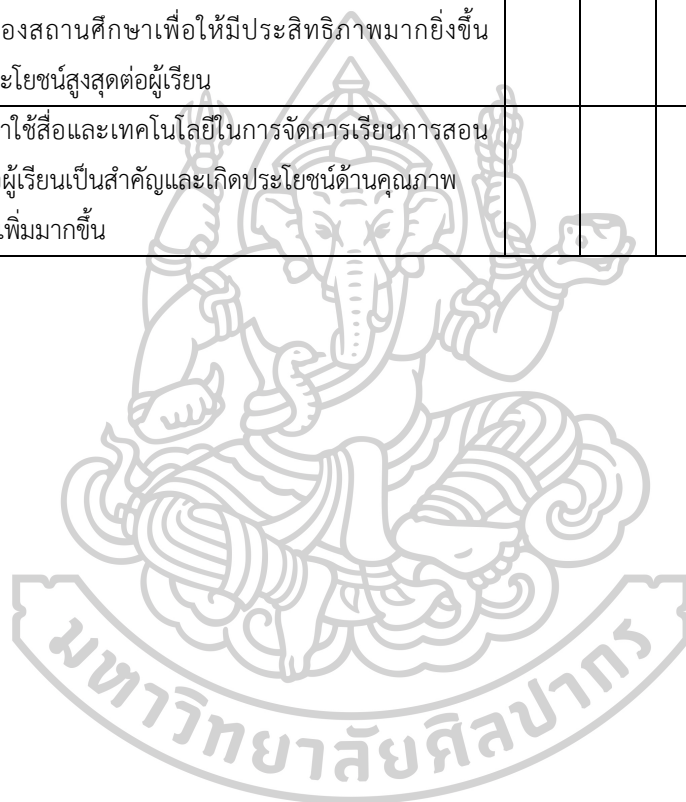 องสถานศึกษาเพื่อให้มีประสิทธิภาพมากยิ่งขึ้น
ะโยชน์สูงสุดต่อผู้เรียน
าใช้สื่อและเทคโนโลยีในการจัดการเรียนการสอน
ผู้เรียนเป็นสำคัญและเกิดประโยชน์ด้านคุณภาพ
เพิ่มมากขึ้น
มหาวิทยาลัยศิลปากร